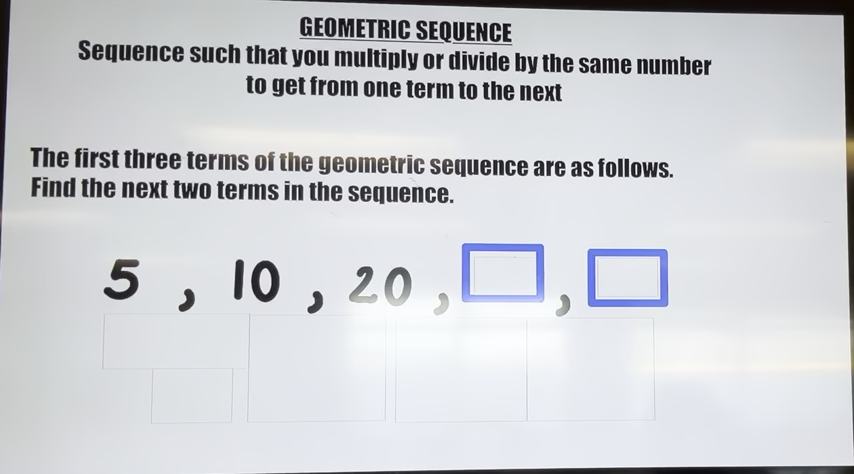 GEOMETRIC SEQUENCE
Sequence such that you multiply or divide by the same number
to get from one term to the next
The first three terms of the geometric sequence are as follows.
Find the next two terms in the sequence.
5 , 10 , 20 , ,